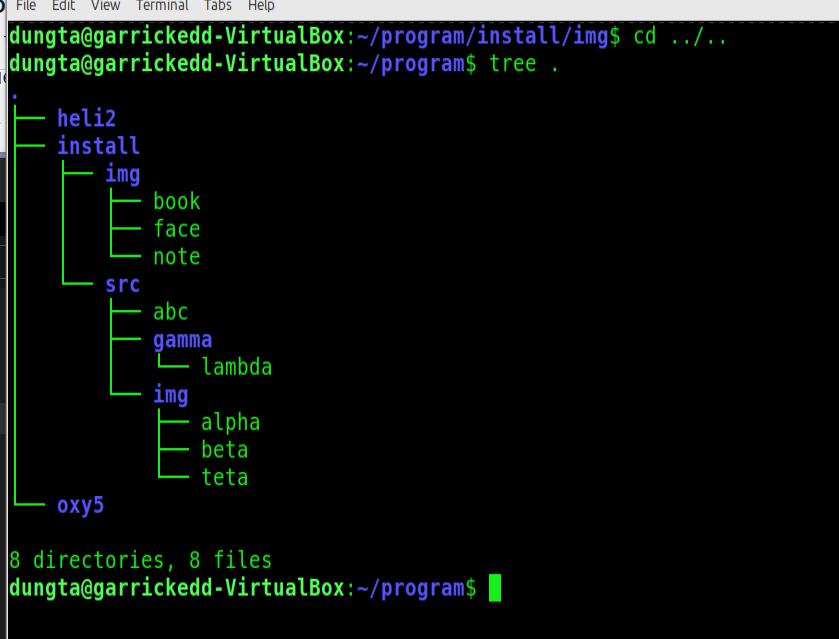 File Edit View Terminal Tabs Help
dungta@garrickedd-VirtualBox:~/program/install/img$ cd ../..
dungta@garrickedd-VirtualBox:~/program$ tree .
.
├── heli2
├── install
│   ├── img
│   │   ├── book
│   │   ├── face
│   │   └── note
│   └── src
│       ├── abc
│       ├── gamma
│       │   └── lambda
│       └── img
│           ├── alpha
│           ├── beta
│           └── teta
└── oxy5
8 directories, 8 files
dungta@garrickedd-VirtualBox:~/program$